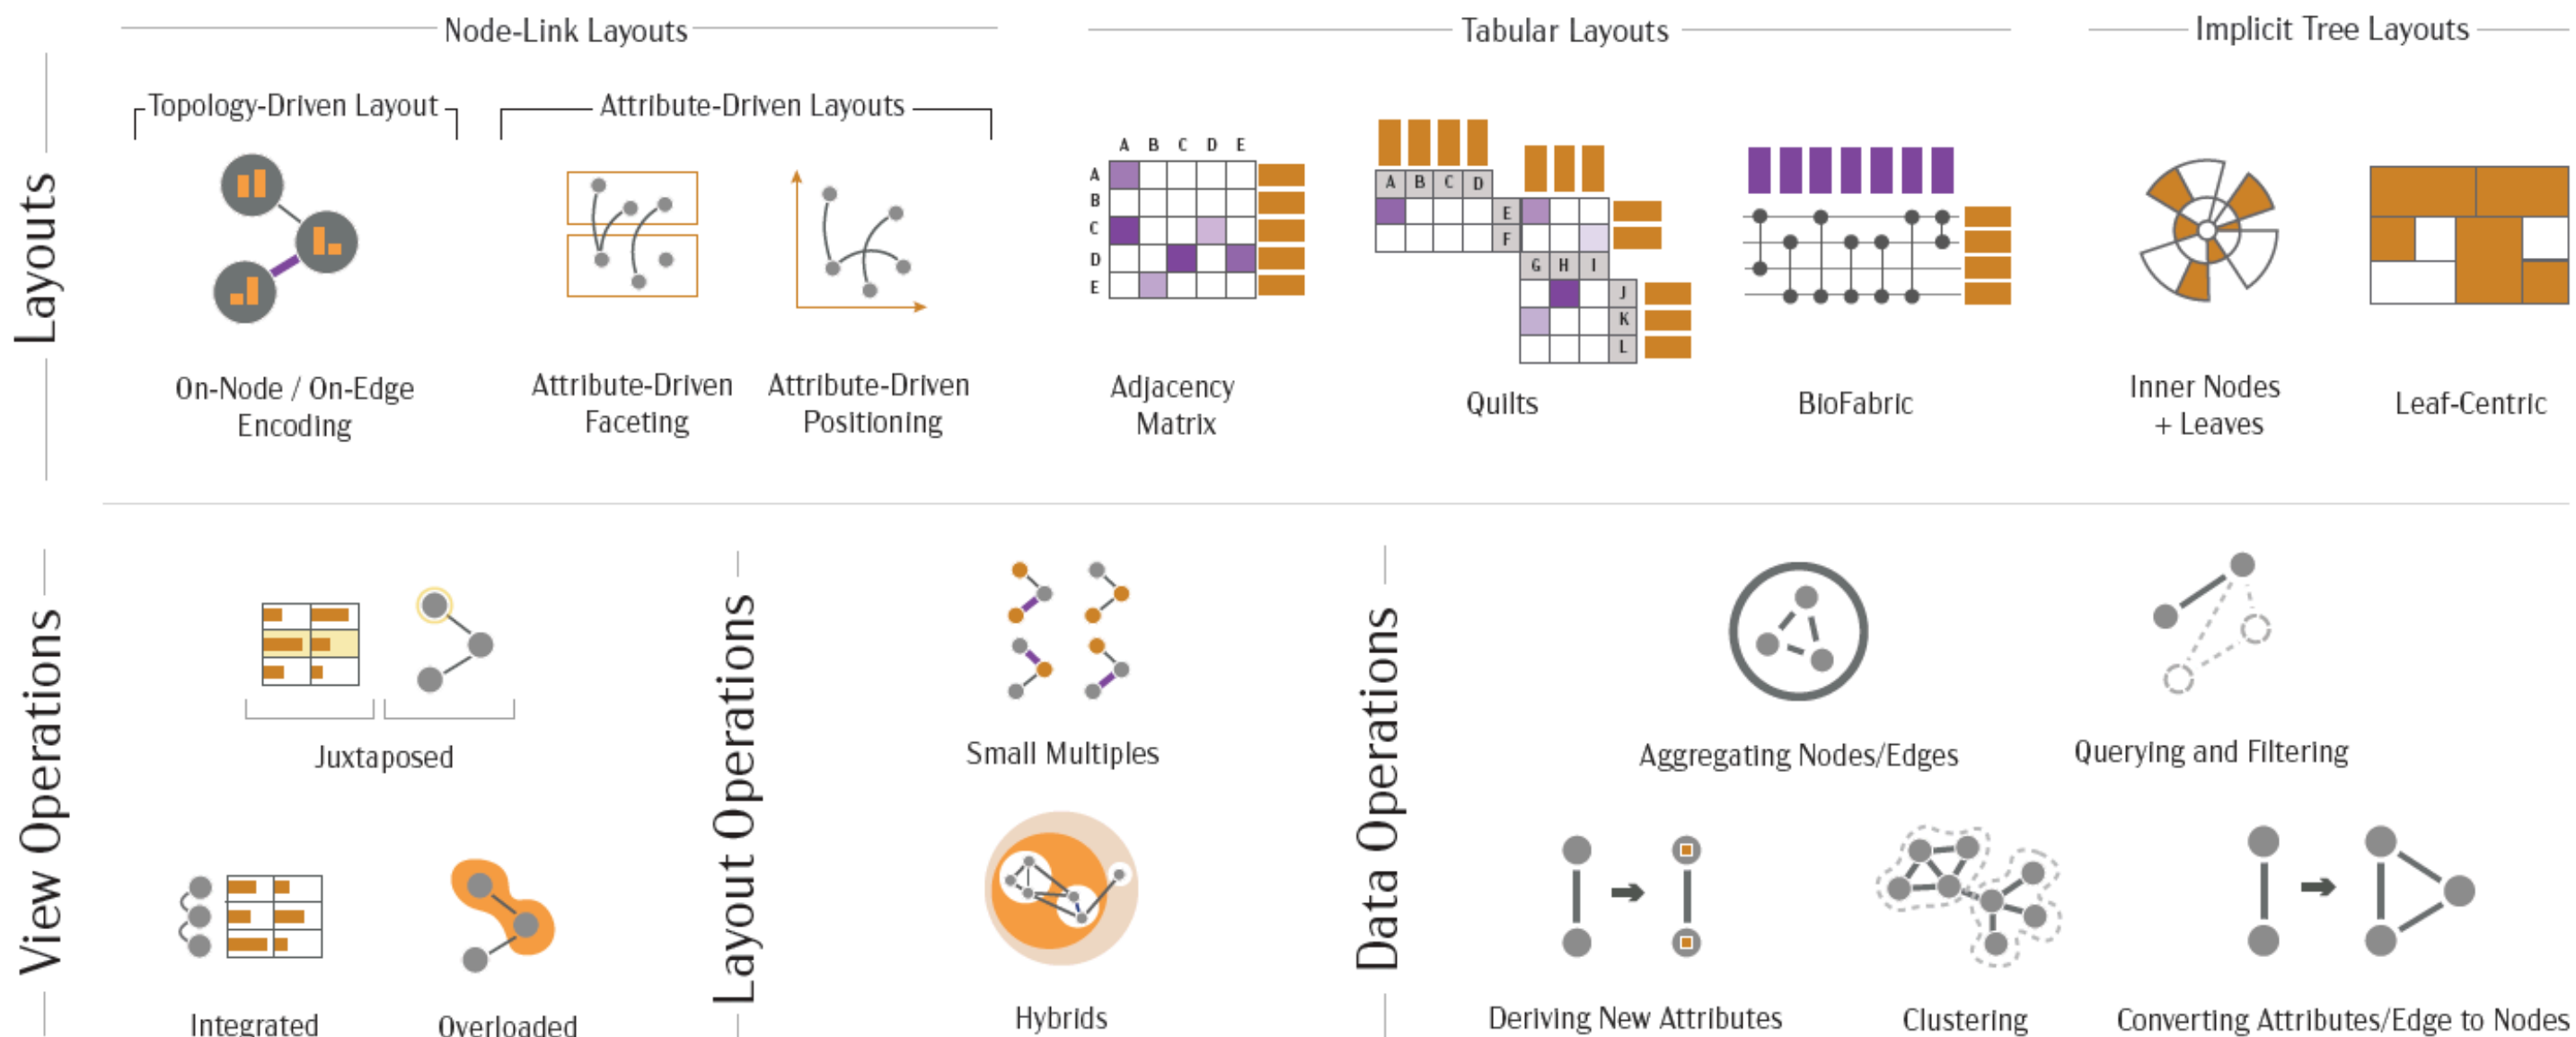 Node-Link Layouts
Tabular Layouts
Implicit Tree Layouts
Layouts
Topology-Driven Layout
Attribute-Driven Layouts
On-Node / On-Edge
Encoding
Attribute-Driven
Faceting
Attribute-Driven
Positioning
A B C D E
A
B
C
D
E
Adjacency
Matrix
A B C D
E
F
G H I
J
K
L
Quilts
BioFabric
Inner Nodes
+ Leaves
Leaf-Centric
View Operations
Juxtaposed
Integrated
Overloaded
Layout Operations
Small Multiples
Hybrids
Data Operations
Aggregating Nodes/Edges
Querying and Filtering
Deriving New Attributes
Clustering
Converting Attributes/Edge to Nodes